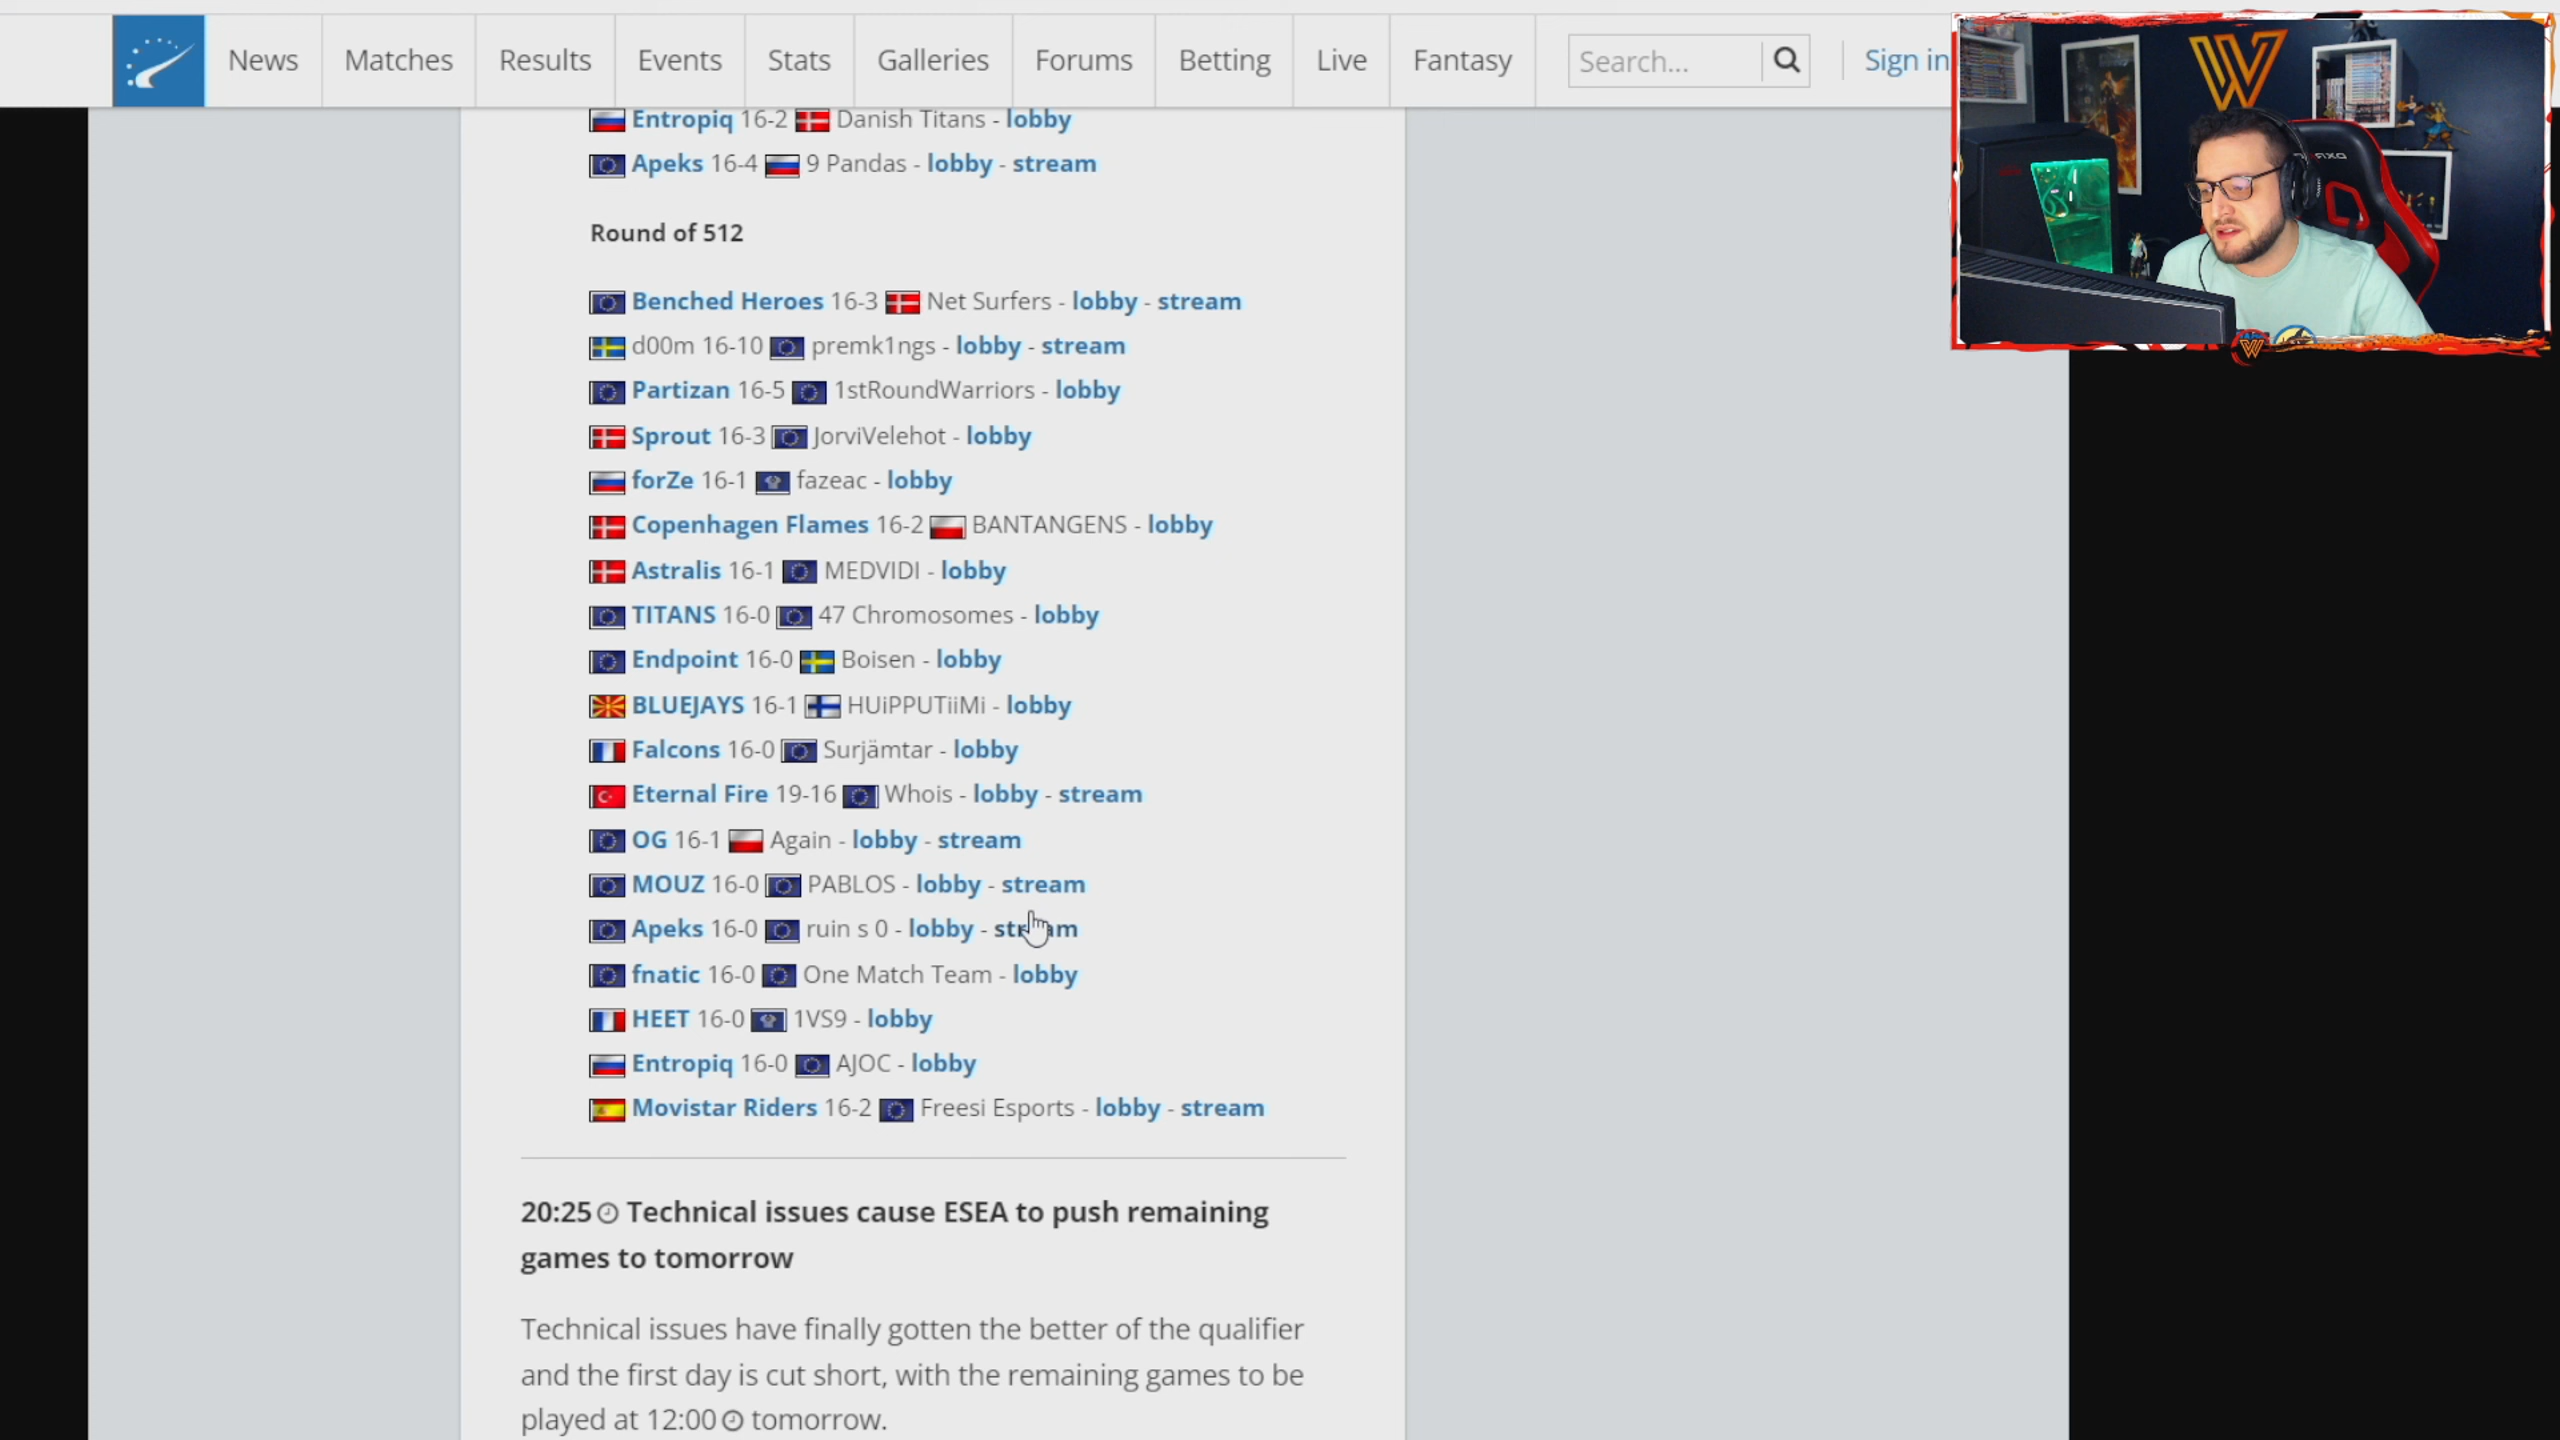 News Matches Results Events Stats Galleries Forums Betting Live Fantasy Search... Sign in
Entropiq 16-2 Danish Titans - lobby
Apeks 16-4 9 Pandas - lobby - stream
Round of 512
Benched Heroes 16-3 Net Surfers - lobby - stream
d00m 16-10 premk1ngs - lobby - stream
Partizan 16-5 1stRoundWarriors - lobby
Sprout 16-3 JorviVelehot - lobby
forZe 16-1 fazeac - lobby
Copenhagen Flames 16-2 BANTANGENS - lobby
Astralis 16-1 MEDVIDI - lobby
TITANS 16-0 47 Chromosomes - lobby
Endpoint 16-0 Boisen - lobby
BLUEJAYS 16-1 HUiPPUTiiMi - lobby
Falcons 16-0 Surjämtar - lobby
Eternal Fire 19-16 Whois - lobby - stream
OG 16-1 Again - lobby - stream
MOUZ 16-0 PABLOS - lobby - stream
Apeks 16-0 ruin s 0 - lobby - stream
fnatic 16-0 One Match Team - lobby
HEET 16-0 1VS9 - lobby
Entropiq 16-0 AJOC - lobby
Movistar Riders 16-2 Freesi Esports - lobby - stream
20:25 Technical issues cause ESEA to push remaining
games to tomorrow
Technical issues have finally gotten the better of the qualifier
and the first day is cut short, with the remaining games to be
played at 12:00 tomorrow.